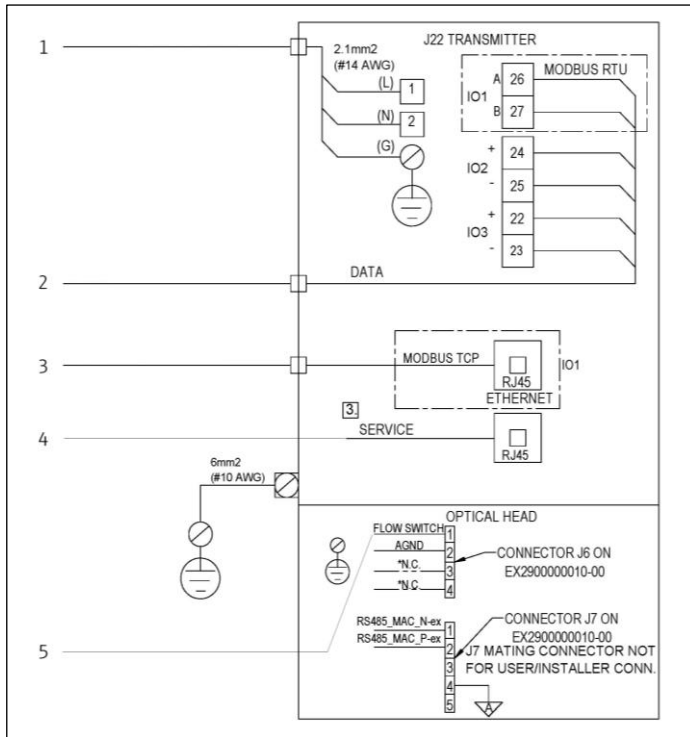 1
2.1mm2
(#14 AWG)
(L)
1
(N)
2
(G)
J22 TRANSMITTER
MODBUS RTU
IO1
A
26
B
27
IO2
+
24
-
25
IO3
+
22
-
23
2
DATA
3
MODBUS TCP
RJ45
IO1
ETHERNET
3.
4
SERVICE
RJ45
6mm2
(#10 AWG)
OPTICAL HEAD
FLOW SWITCH
1
AGND
2
*N.C.
3
*N.C.
4
CONNECTOR J6 ON
EX2900000010-00
RS485_MAC_N-ex
1
RS485_MAC_P-ex
2
3
4
5
CONNECTOR J7 ON
EX2900000010-00
J7 MATING CONNECTOR NOT
FOR USER/INSTALLER CONN.
A
5